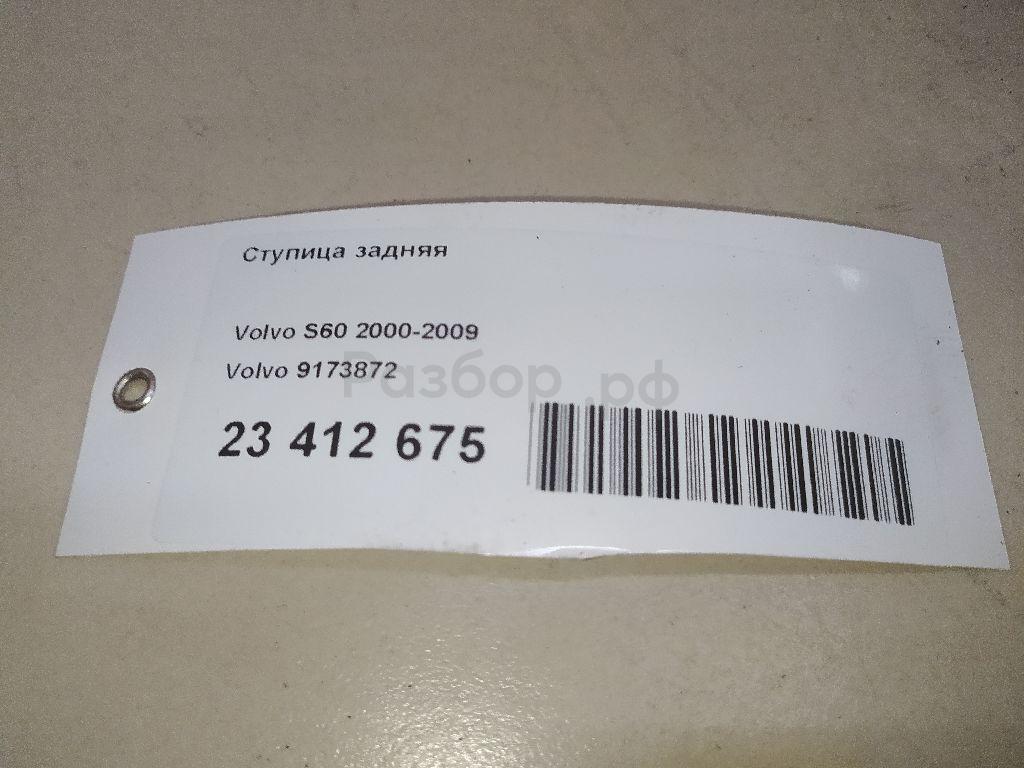 Ступица задняя
Volvo S60 2000-2009
Volvo 9173872
Разбор.рф
23 412 675